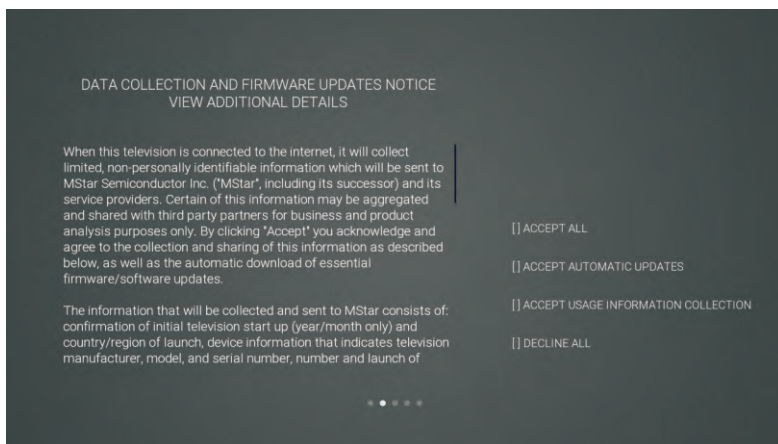 DATA COLLECTION AND FIRMWARE UPDATES NOTICE
VIEW ADDITIONAL DETAILS
When this television is connected to the internet, it will collect
limited, non-personally identifiable information which will be sent to
MStar Semiconductor Inc. ("MStar", including its successor) and its
service providers. Certain of this information may be aggregated
and shared with third party partners for business and product
analysis purposes only. By clicking "Accept" you acknowledge and
agree to the collection and sharing of this information as described
below, as well as the automatic download of essential
firmware/software updates.
The information that will be collected and sent to MStar consists of:
confirmation of initial television start up (year/month only) and
country/region of launch, device information that indicates television
manufacturer, model, and serial number, number and launch of
[ ] ACCEPT ALL
[ ] ACCEPT AUTOMATIC UPDATES
[ ] ACCEPT USAGE INFORMATION COLLECTION
[ ] DECLINE ALL